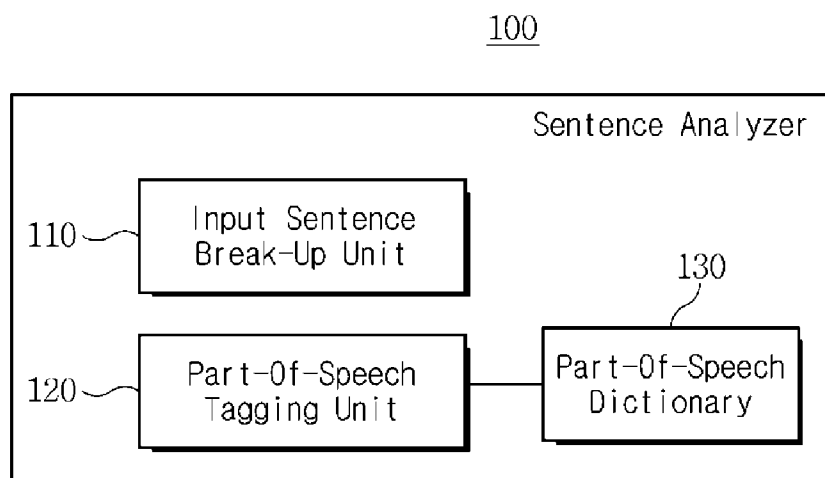 100
Sentence Analyzer
110
Input Sentence
Break-Up Unit
130
120
Part-Of-Speech
Tagging Unit
Part-Of-Speech
Dictionary